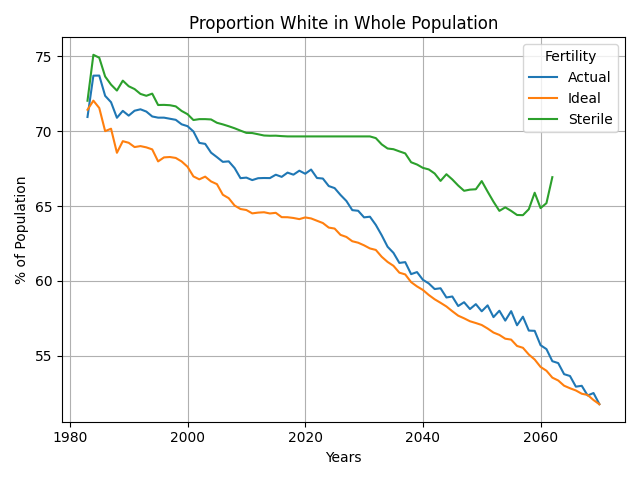 Proportion White in Whole Population
Fertility
Actual
Ideal
Sterile
% of Population
75
70
65
60
55
1980
2000
2020
2040
2060
Years